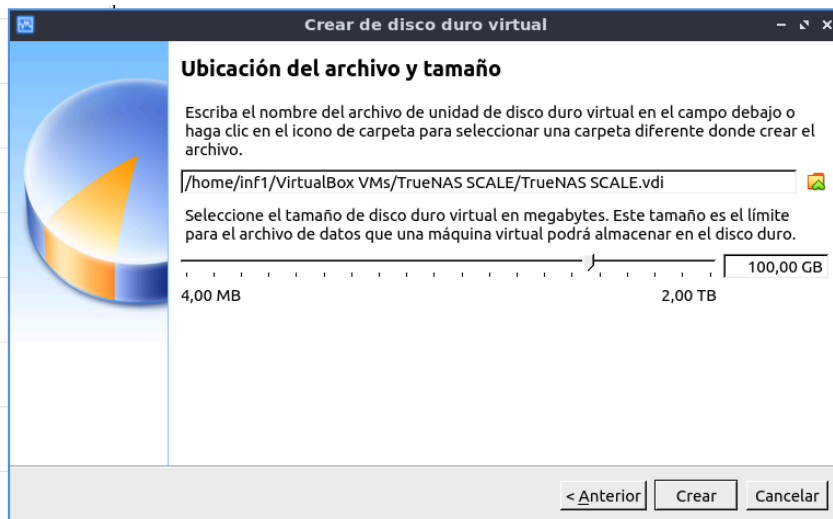 Crear de disco duro virtual
Ubicación del archivo y tamaño
Escriba el nombre del archivo de unidad de disco duro virtual en el campo debajo o
haga clic en el icono de carpeta para seleccionar una carpeta diferente donde crear el
archivo.
/home/inf1/VirtualBox VMs/TrueNAS SCALE/TrueNAS SCALE.vdi
Seleccione el tamaño de disco duro virtual en megabytes. Este tamaño es el límite
para el archivo de datos que una máquina virtual podrá almacenar en el disco duro.
100,00 GB
4,00 MB 2,00 TB
< Anterior Crear Cancelar